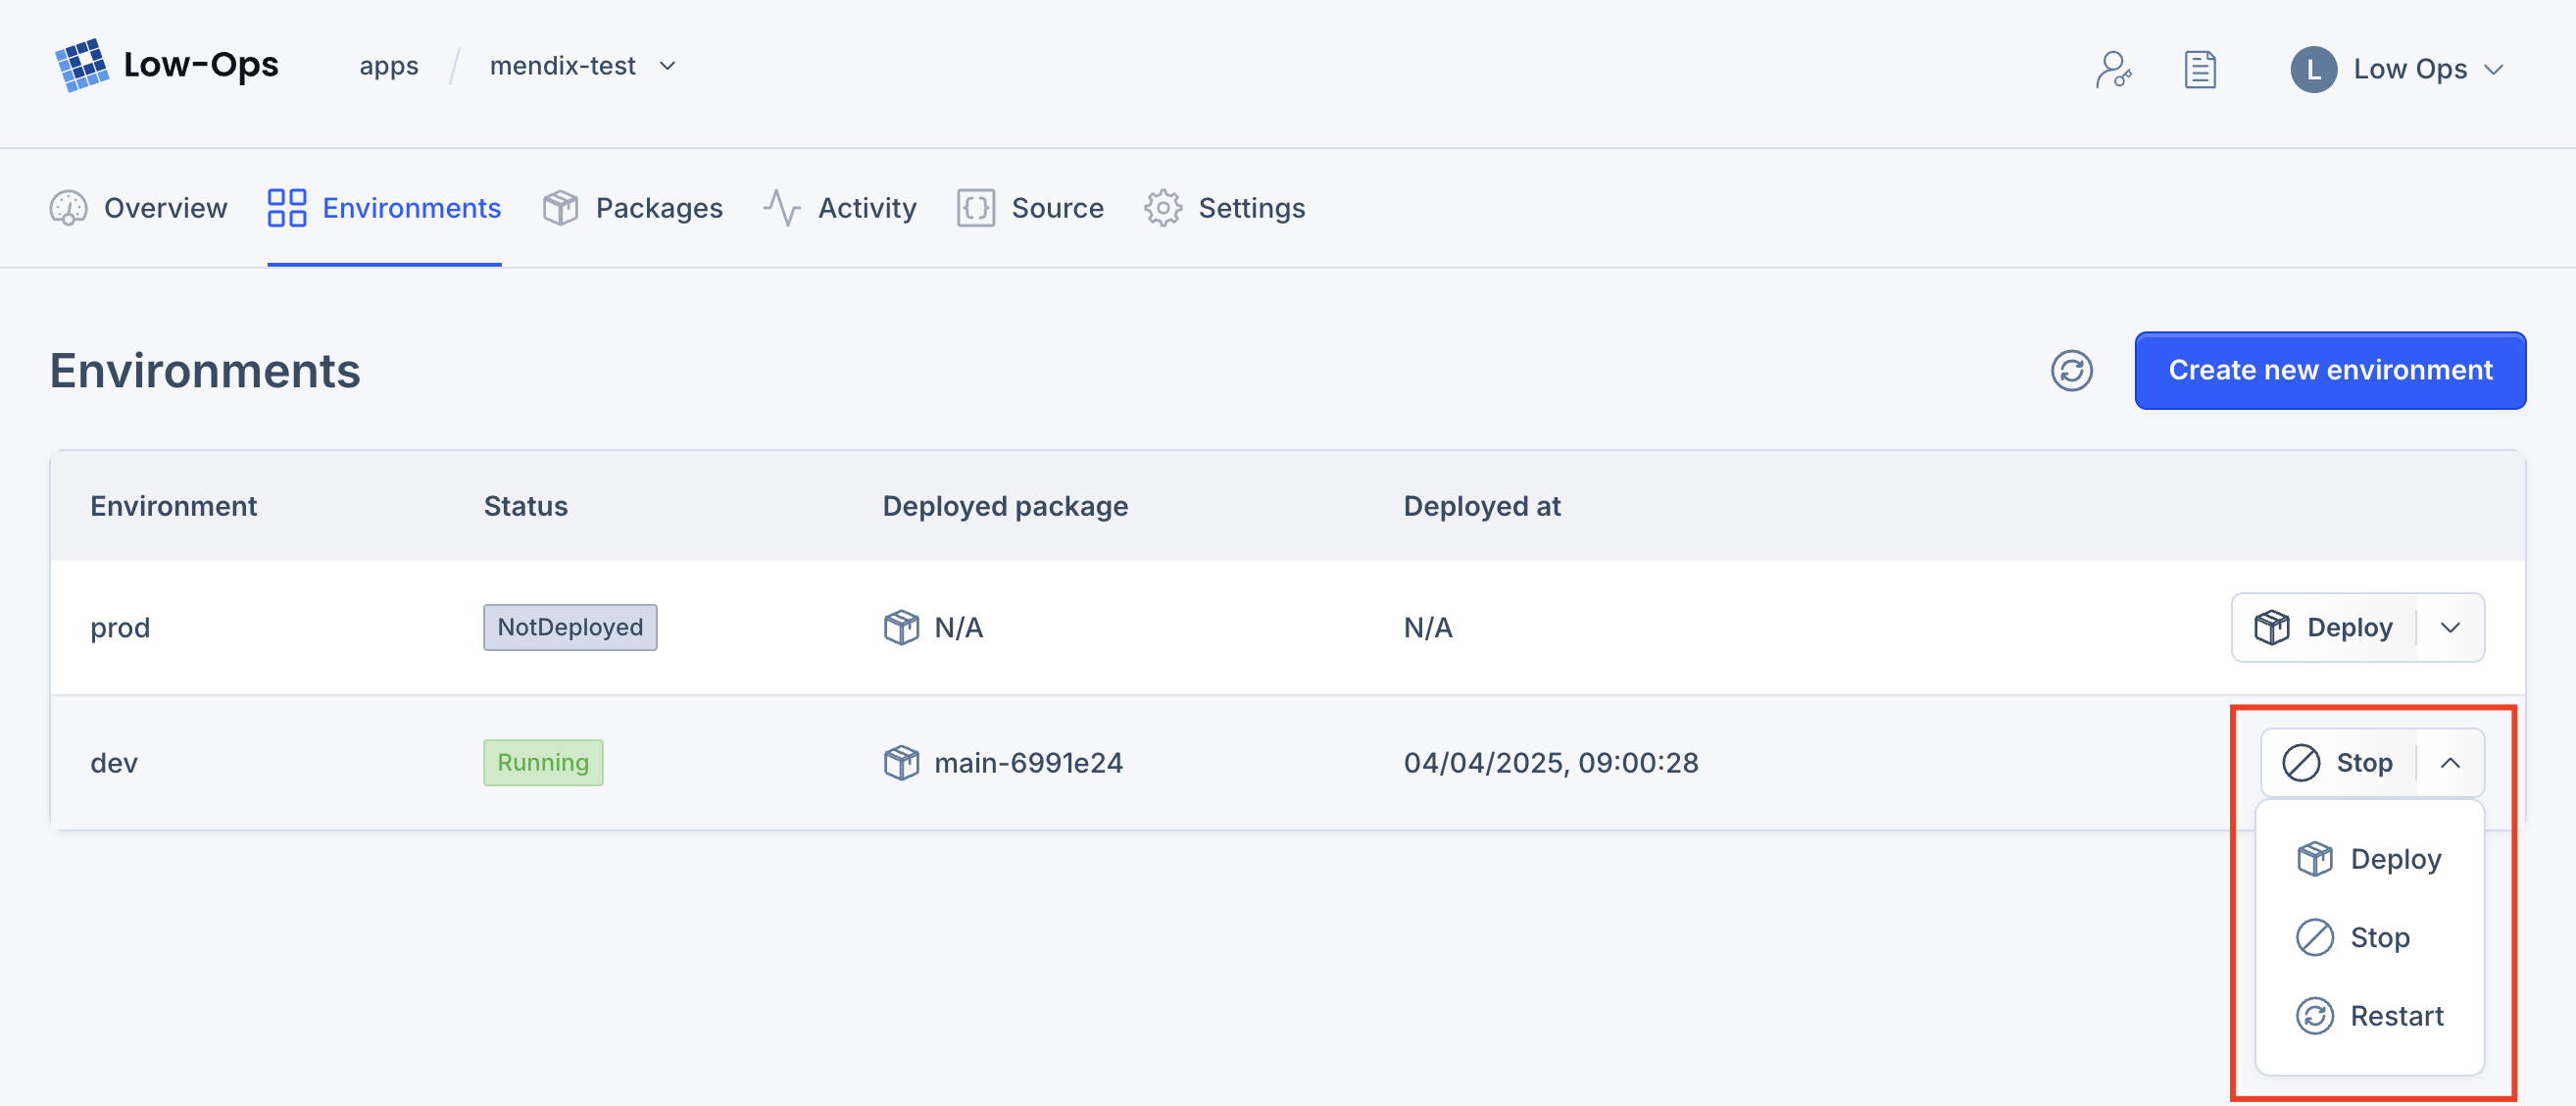 Low-Ops apps / mendix-test L Low Ops
Overview Environments Packages Activity Source Settings
Environments Create new environment
Environment Status Deployed package Deployed at
prod NotDeployed N/A N/A Deploy
dev Running main-6991e24 04/04/2025, 09:00:28 Stop
Deploy
Stop
Restart